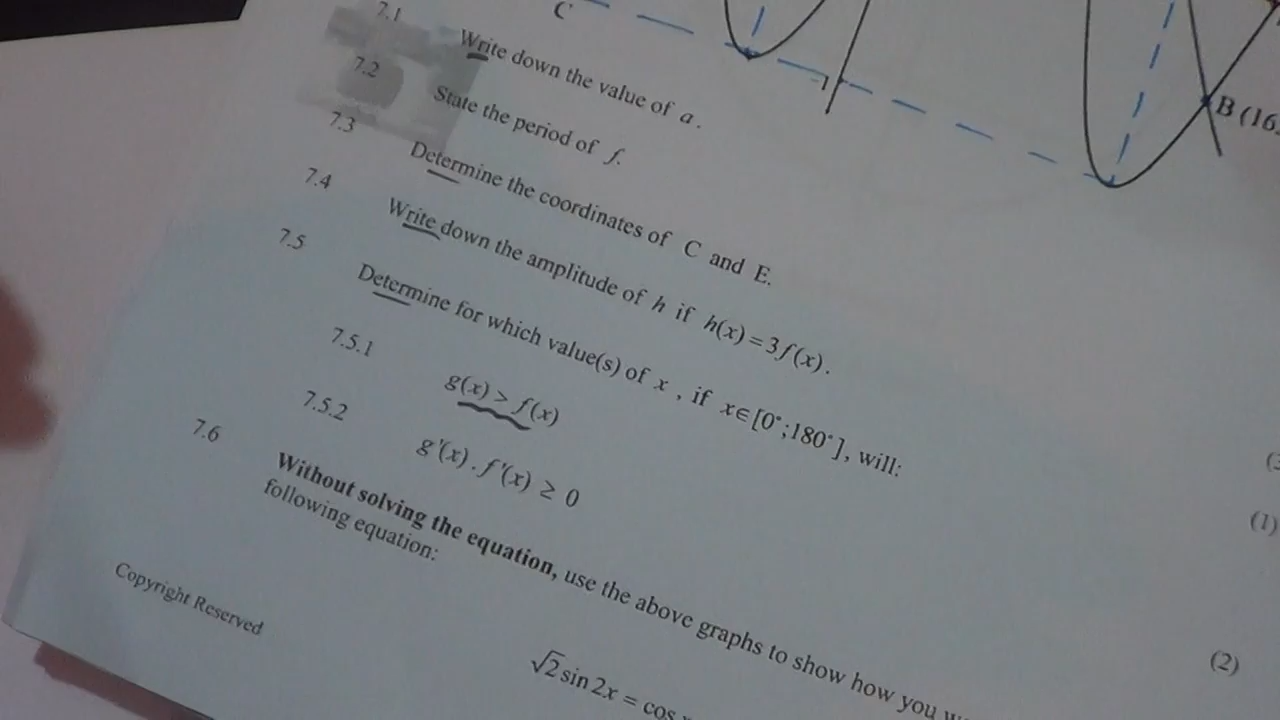 C
B (16
7.1 Write down the value of a.
7.2 State the period of f.
7.3 Determine the coordinates of C and E.
7.4 Write down the amplitude of h if h(x) = 3f(x).
7.5 Determine for which value(s) of x , if x∈[0°;180°], will:
7.5.1 g(x) > f(x)
7.5.2 g'(x) . f'(x) ≥ 0
(1)
7.6 Without solving the equation, use the above graphs to show how you
following equation:
(2)
√2 sin 2x = cos
Copyright Reserved